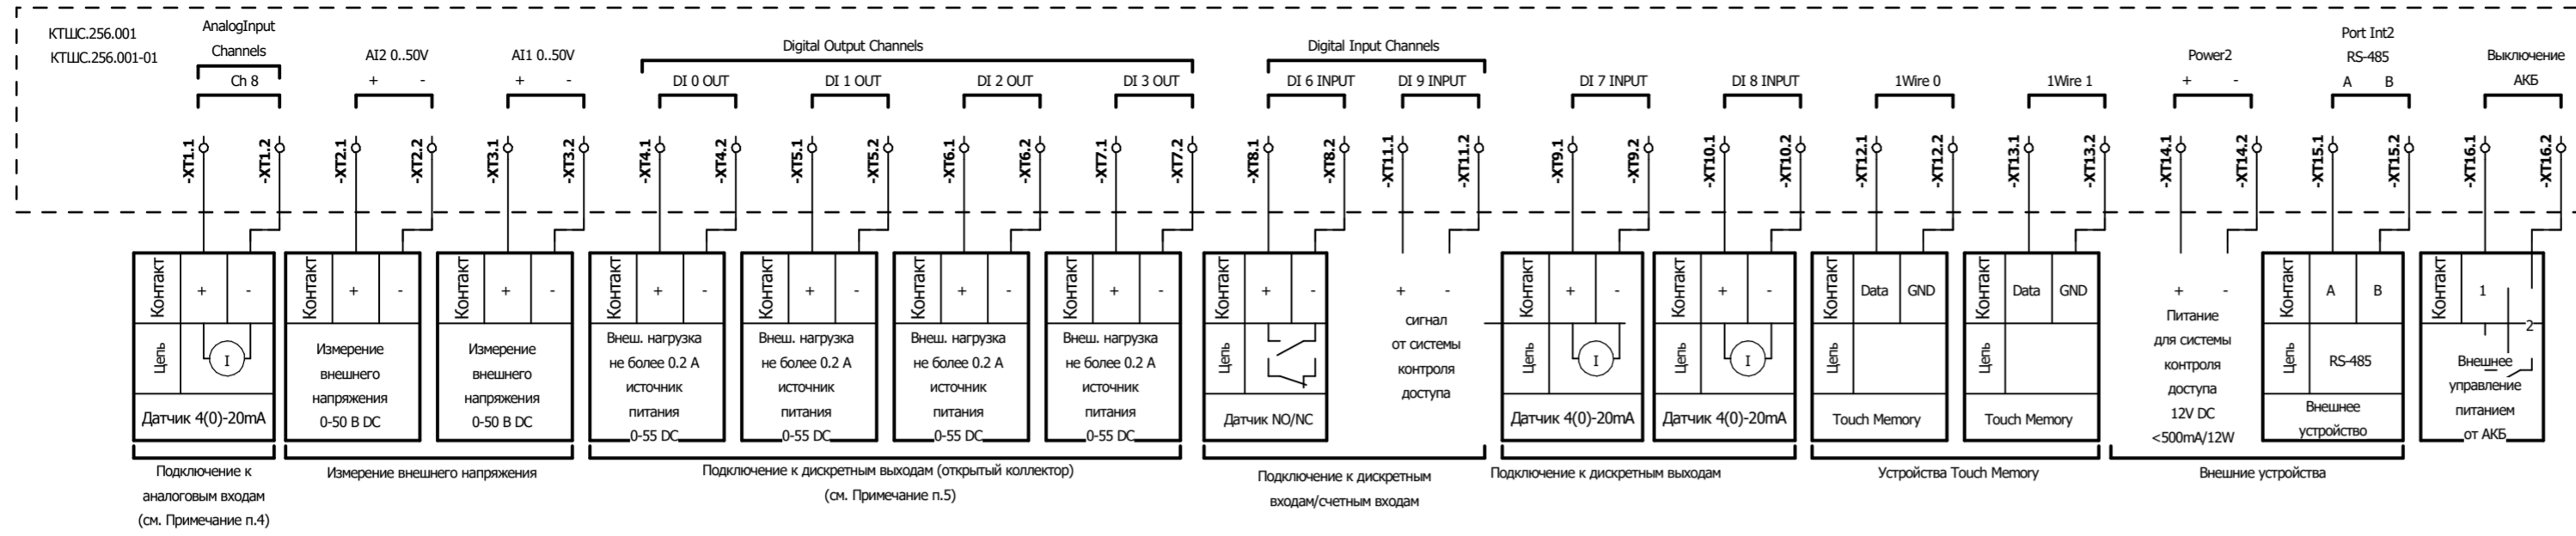 КТШС.256.001
КТШС.256.001-01
AnalogInput
Channels
Ch 8
AI2 0..50V
+ -
AI1 0..50V
+ -
Digital Output Channels
DI 0 OUT
DI 1 OUT
DI 2 OUT
DI 3 OUT
Digital Input Channels
DI 6 INPUT
DI 9 INPUT
DI 7 INPUT
DI 8 INPUT
1Wire 0
1Wire 1
Power2
+ -
Port Int2
RS-485
A B
Выключение
АКБ
-XT1.1
-XT1.2
-XT2.1
-XT2.2
-XT3.1
-XT3.2
-XT4.1
-XT4.2
-XT5.1
-XT5.2
-XT6.1
-XT6.2
-XT7.1
-XT7.2
-XT8.1
-XT8.2
-XT11.1
-XT11.2
-XT9.1
-XT9.2
-XT10.1
-XT10.2
-XT12.1
-XT12.2
-XT13.1
-XT13.2
-XT14.1
-XT14.2
-XT15.1
-XT15.2
-XT16.1
-XT16.2
Контакт
+ -
Цепь
I
Датчик 4(0)-20mA
Контакт
+ -
Измерение
внешнего
напряжения
0-50 В DC
Контакт
+ -
Измерение
внешнего
напряжения
0-50 В DC
Контакт
+ -
Внеш. нагрузка
не более 0.2 А
источник
питания
0-55 DC
Контакт
+ -
Внеш. нагрузка
не более 0.2 А
источник
питания
0-55 DC
Контакт
+ -
Внеш. нагрузка
не более 0.2 А
источник
питания
0-55 DC
Контакт
+ -
Внеш. нагрузка
не более 0.2 А
источник
питания
0-55 DC
Контакт
+ -
Цепь
Датчик NO/NC
+ -
сигнал
от системы
контроля
доступа
Контакт
+ -
Цепь
I
Датчик 4(0)-20mA
Контакт
+ -
Цепь
I
Датчик 4(0)-20mA
Контакт
Data GND
Цепь
Touch Memory
Контакт
Data GND
Цепь
Touch Memory
+ -
Питание
для системы
контроля
доступа
12V DC
<500mA/12W
Контакт
A B
Цепь
RS-485
Внешнее
устройство
Контакт
1
2
Внешнее
управление
питанием
от АКБ
Подключение к
аналоговым входам
(см. Примечание п.4)
Измерение внешнего напряжения
Подключение к дискретным выходам (открытый коллектор)
(см. Примечание п.5)
Подключение к дискретным
входам/счетным входам
Подключение к дискретным выходам
Устройства Touch Memory
Внешние устройства